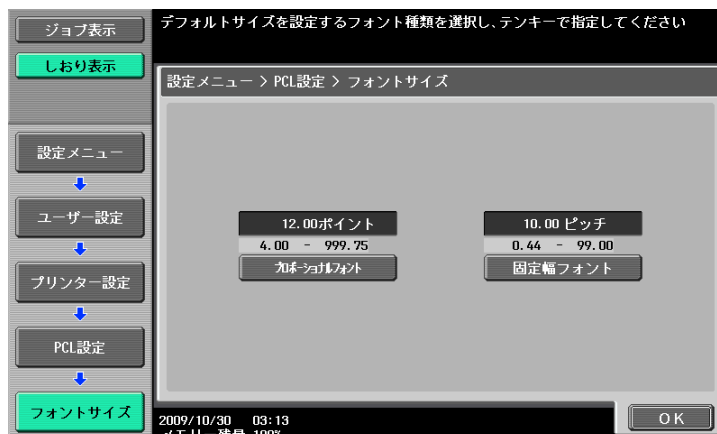 ジョブ表示
しおり表示
設定メニュー
ユーザー設定
プリンター設定
PCL設定
フォントサイズ
デフォルトサイズを設定するフォント種類を選択し、テンキーで指定してください
設定メニュー > PCL設定 > フォントサイズ
12.00ポイント
4.00 - 999.75
プロポーショナルフォント
10.00 ピッチ
0.44 - 99.00
固定幅フォント
2009/10/30 03:13
メモリー残量 100%
OK